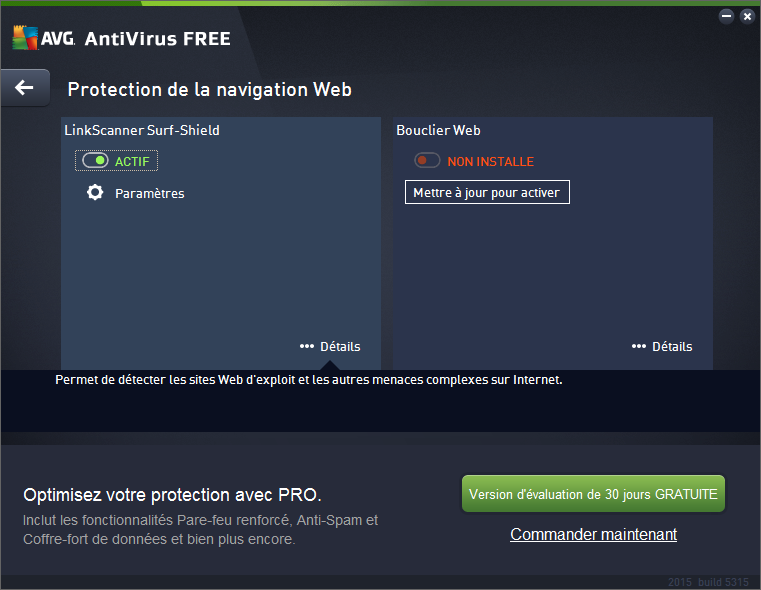 AVG. AntiVirus FREE
Protection de la navigation Web
LinkScanner Surf-Shield
ACTIF
Paramètres
Détails
Bouclier Web
NON INSTALLE
Mettre à jour pour activer
Détails
Permet de détecter les sites Web d'exploit et les autres menaces complexes sur Internet.
Optimisez votre protection avec PRO.
Inclut les fonctionnalités Pare-feu renforcé, Anti-Spam et
Coffre-fort de données et bien plus encore.
Version d'évaluation de 30 jours GRATUITE
Commander maintenant
2015 build 5315